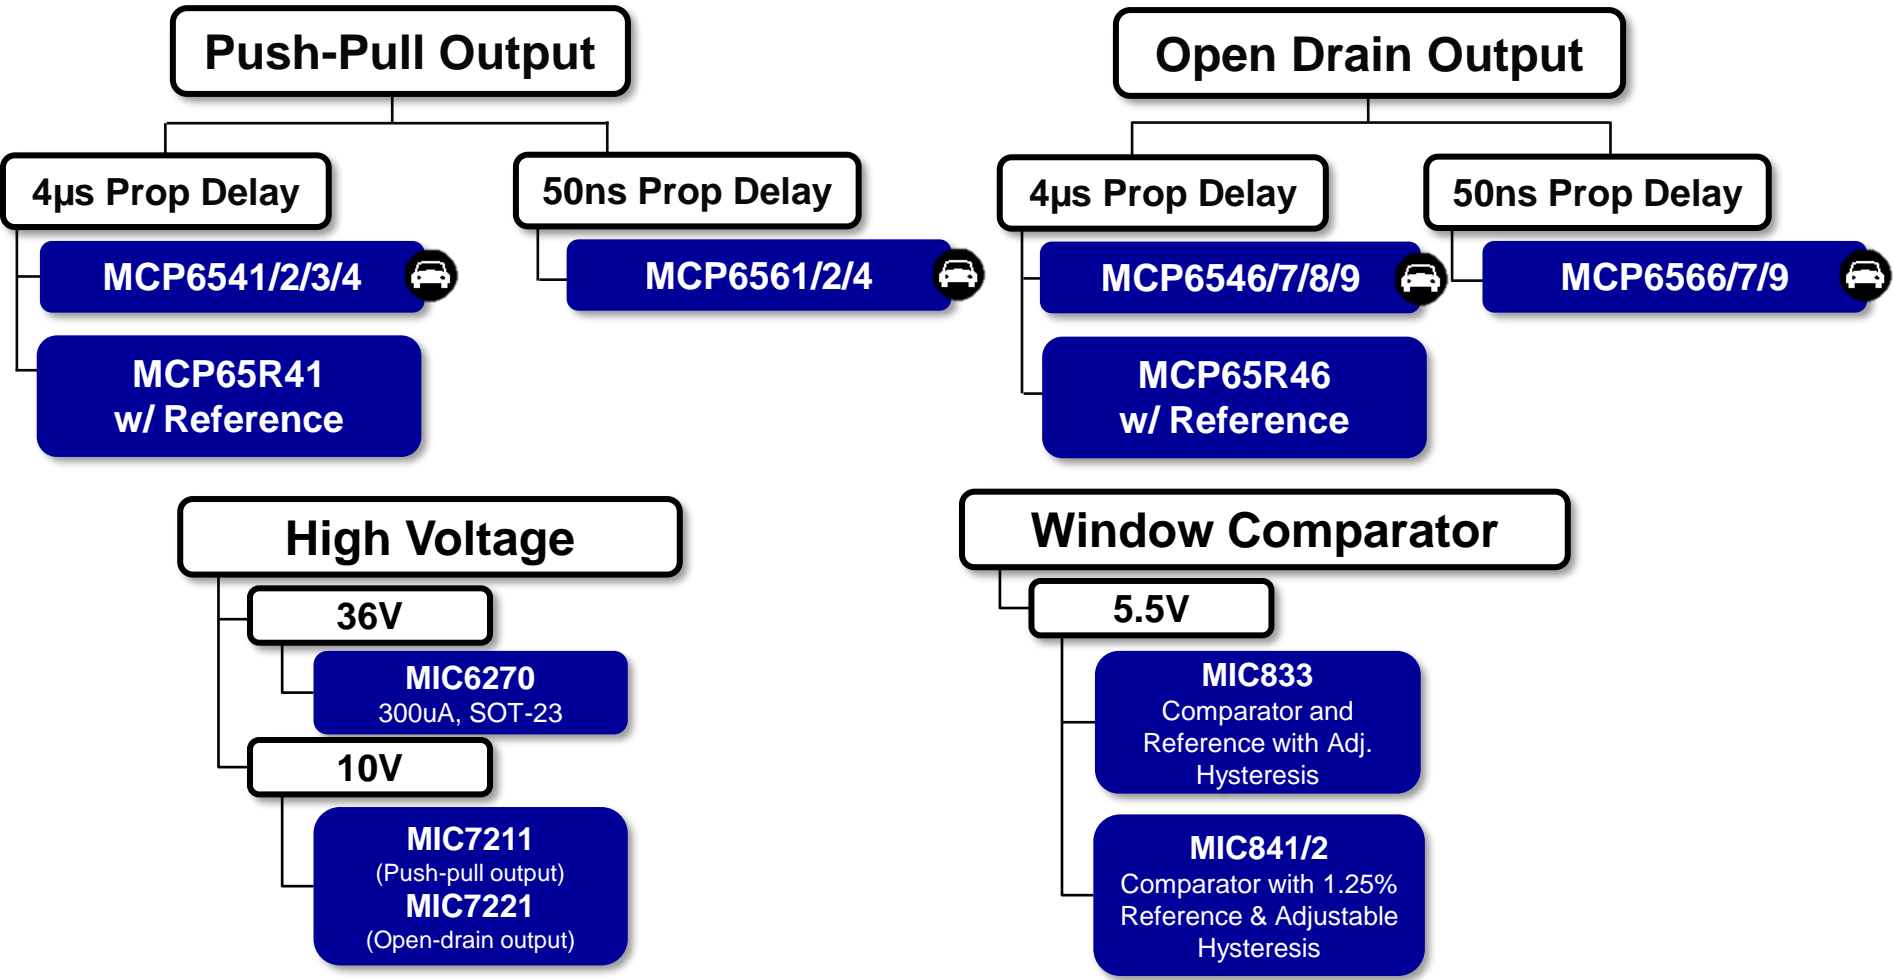 Push-Pull Output
4µs Prop Delay
MCP6541/2/3/4
MCP65R41
w/ Reference
50ns Prop Delay
MCP6561/2/4
Open Drain Output
4µs Prop Delay
MCP6546/7/8/9
MCP65R46
w/ Reference
50ns Prop Delay
MCP6566/7/9
High Voltage
36V
MIC6270
300uA, SOT-23
10V
MIC7211
(Push-pull output)
MIC7221
(Open-drain output)
Window Comparator
5.5V
MIC833
Comparator and
Reference with Adj.
Hysteresis
MIC841/2
Comparator with 1.25%
Reference & Adjustable
Hysteresis